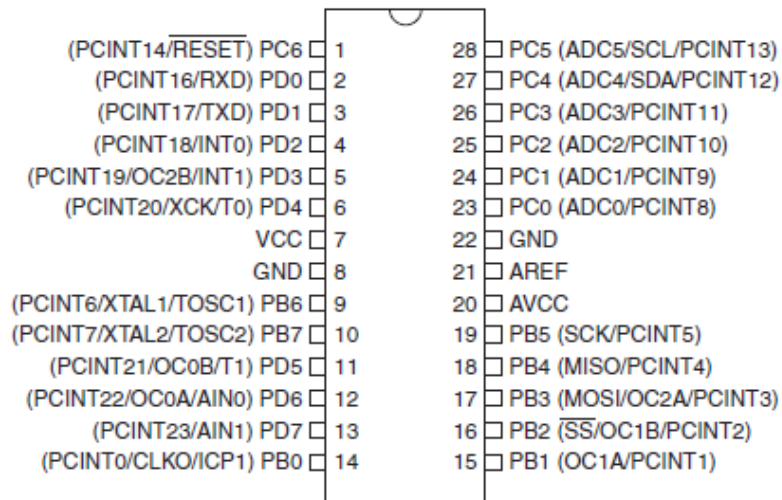 (PCINT14/RESET) PC6 1 28 PC5 (ADC5/SCL/PCINT13)
(PCINT16/RXD) PD0 2 27 PC4 (ADC4/SDA/PCINT12)
(PCINT17/TXD) PD1 3 26 PC3 (ADC3/PCINT11)
(PCINT18/INT0) PD2 4 25 PC2 (ADC2/PCINT10)
(PCINT19/OC2B/INT1) PD3 5 24 PC1 (ADC1/PCINT9)
(PCINT20/XCK/T0) PD4 6 23 PC0 (ADC0/PCINT8)
VCC 7 22 GND
GND 8 21 AREF
(PCINT6/XTAL1/TOSC1) PB6 9 20 AVCC
(PCINT7/XTAL2/TOSC2) PB7 10 19 PB5 (SCK/PCINT5)
(PCINT21/OC0B/T1) PD5 11 18 PB4 (MISO/PCINT4)
(PCINT22/OC0A/AIN0) PD6 12 17 PB3 (MOSI/OC2A/PCINT3)
(PCINT23/AIN1) PD7 13 16 PB2 (SS/OC1B/PCINT2)
(PCINT0/CLKO/ICP1) PB0 14 15 PB1 (OC1A/PCINT1)